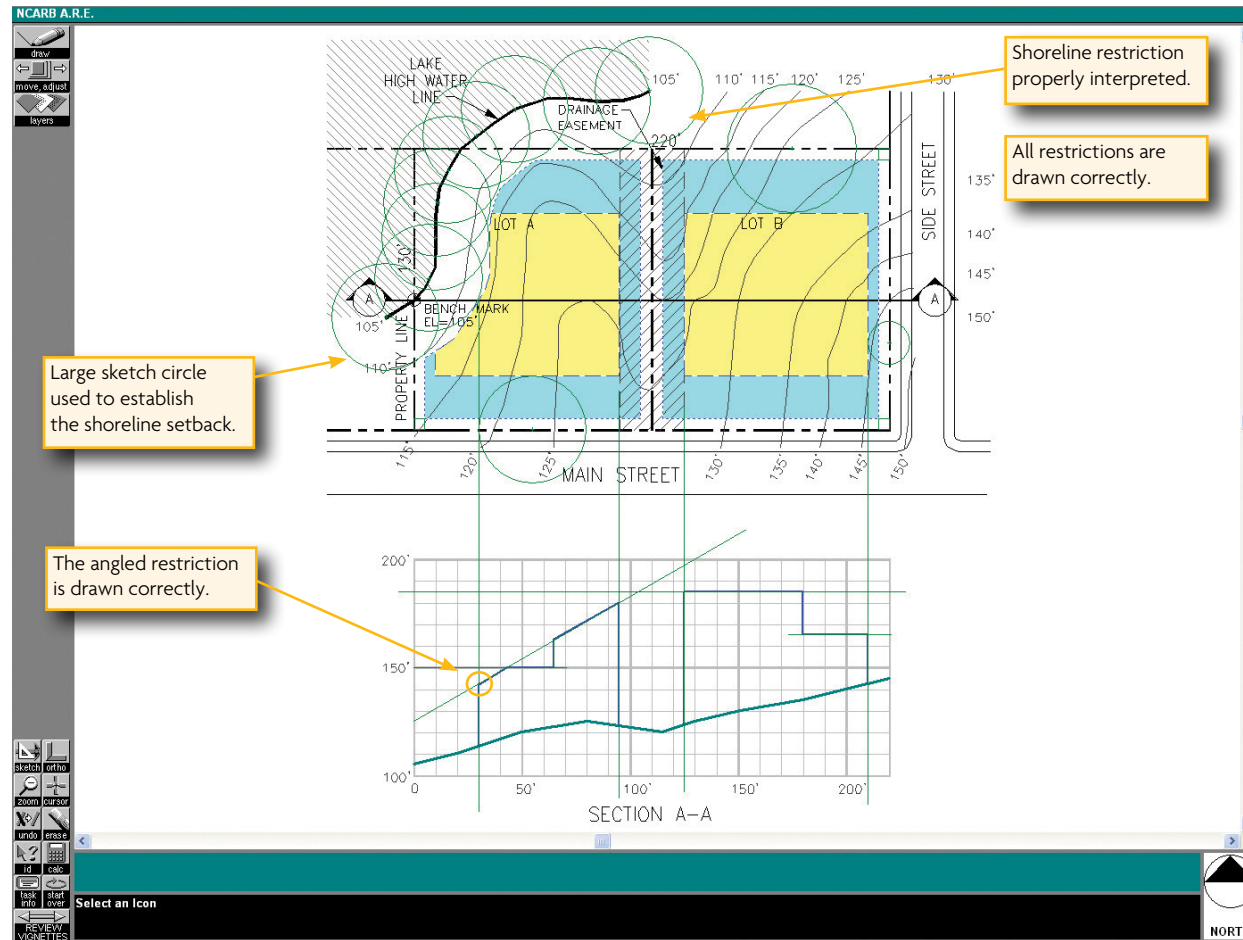 NCARB A.R.E.
draw
move, adjust
layers
LAKE
HIGH WATER
LINE
105'
110'
115'
120'
125'
130'
Shoreline restriction
properly interpreted.
DRAINAGE
EASEMENT
220'
All restrictions are
drawn correctly.
SIDE STREET
135'
140'
145'
150'
LOT A
LOT B
130'
A
A
BENCH MARK
EL=105'
105'
110'
PROPERTY LINE
Large sketch circle
used to establish
the shoreline setback.
115'
120'
125'
MAIN STREET
130'
135'
140'
145'
150'
The angled restriction
is drawn correctly.
200'
150'
100'
0
50'
100'
150'
200'
SECTION A-A
sketch
ortho
zoom
cursor
undo
erase
id
calc
task
info
start
over
REVIEW
VIGNETTES
Select an Icon
NORT